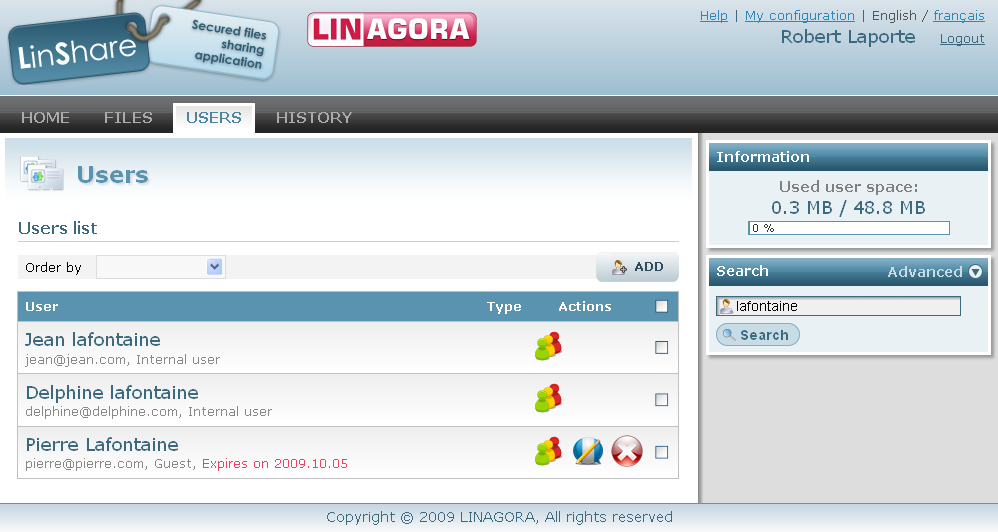 LinShare
Secured files
sharing
application
LINAGORA
Help | My configuration | English / français
Robert Laporte Logout
HOME FILES USERS HISTORY
Users
Users list
Order by ADD
User Type Actions
Jean lafontaine
jean@jean.com, Internal user
Delphine lafontaine
delphine@delphine.com, Internal user
Pierre Lafontaine
pierre@pierre.com, Guest, Expires on 2009.10.05
Information
Used user space:
0.3 MB / 48.8 MB
0 %
Search Advanced
lafontaine
Search
Copyright © 2009 LINAGORA, All rights reserved